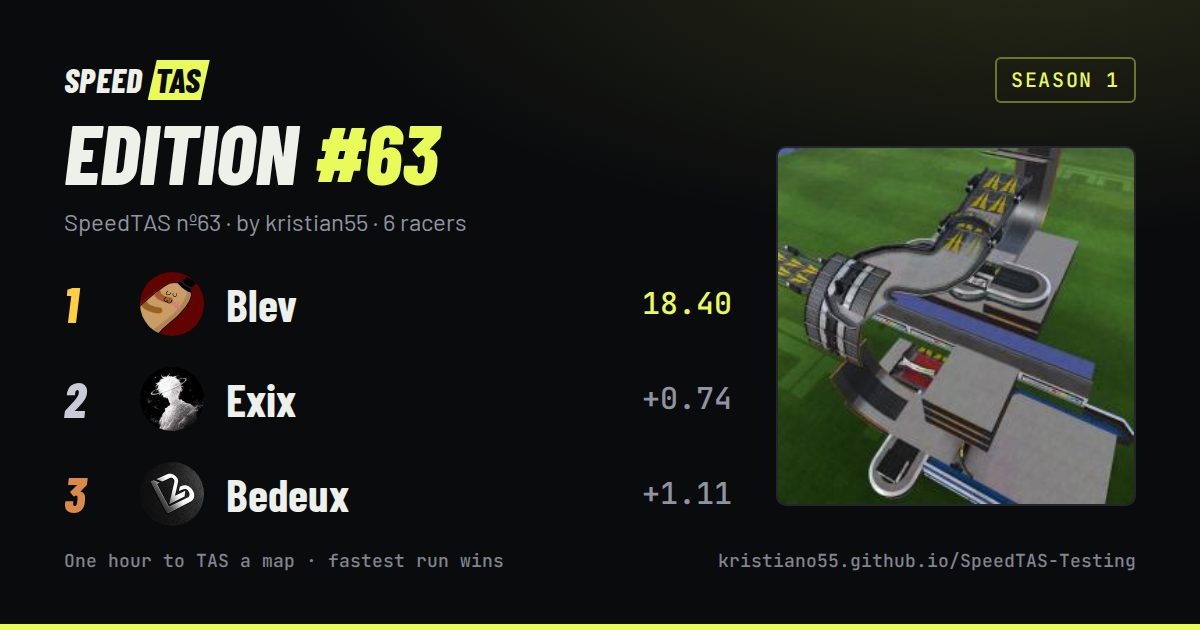 SPEED TAS
SEASON 1
EDITION #63
SpeedTAS nº63 · by kristian55 · 6 racers
1 Blev 18.40
2 Exix +0.74
3 Bedeux +1.11
One hour to TAS a map · fastest run wins
kristiano55.github.io/SpeedTAS-Testing